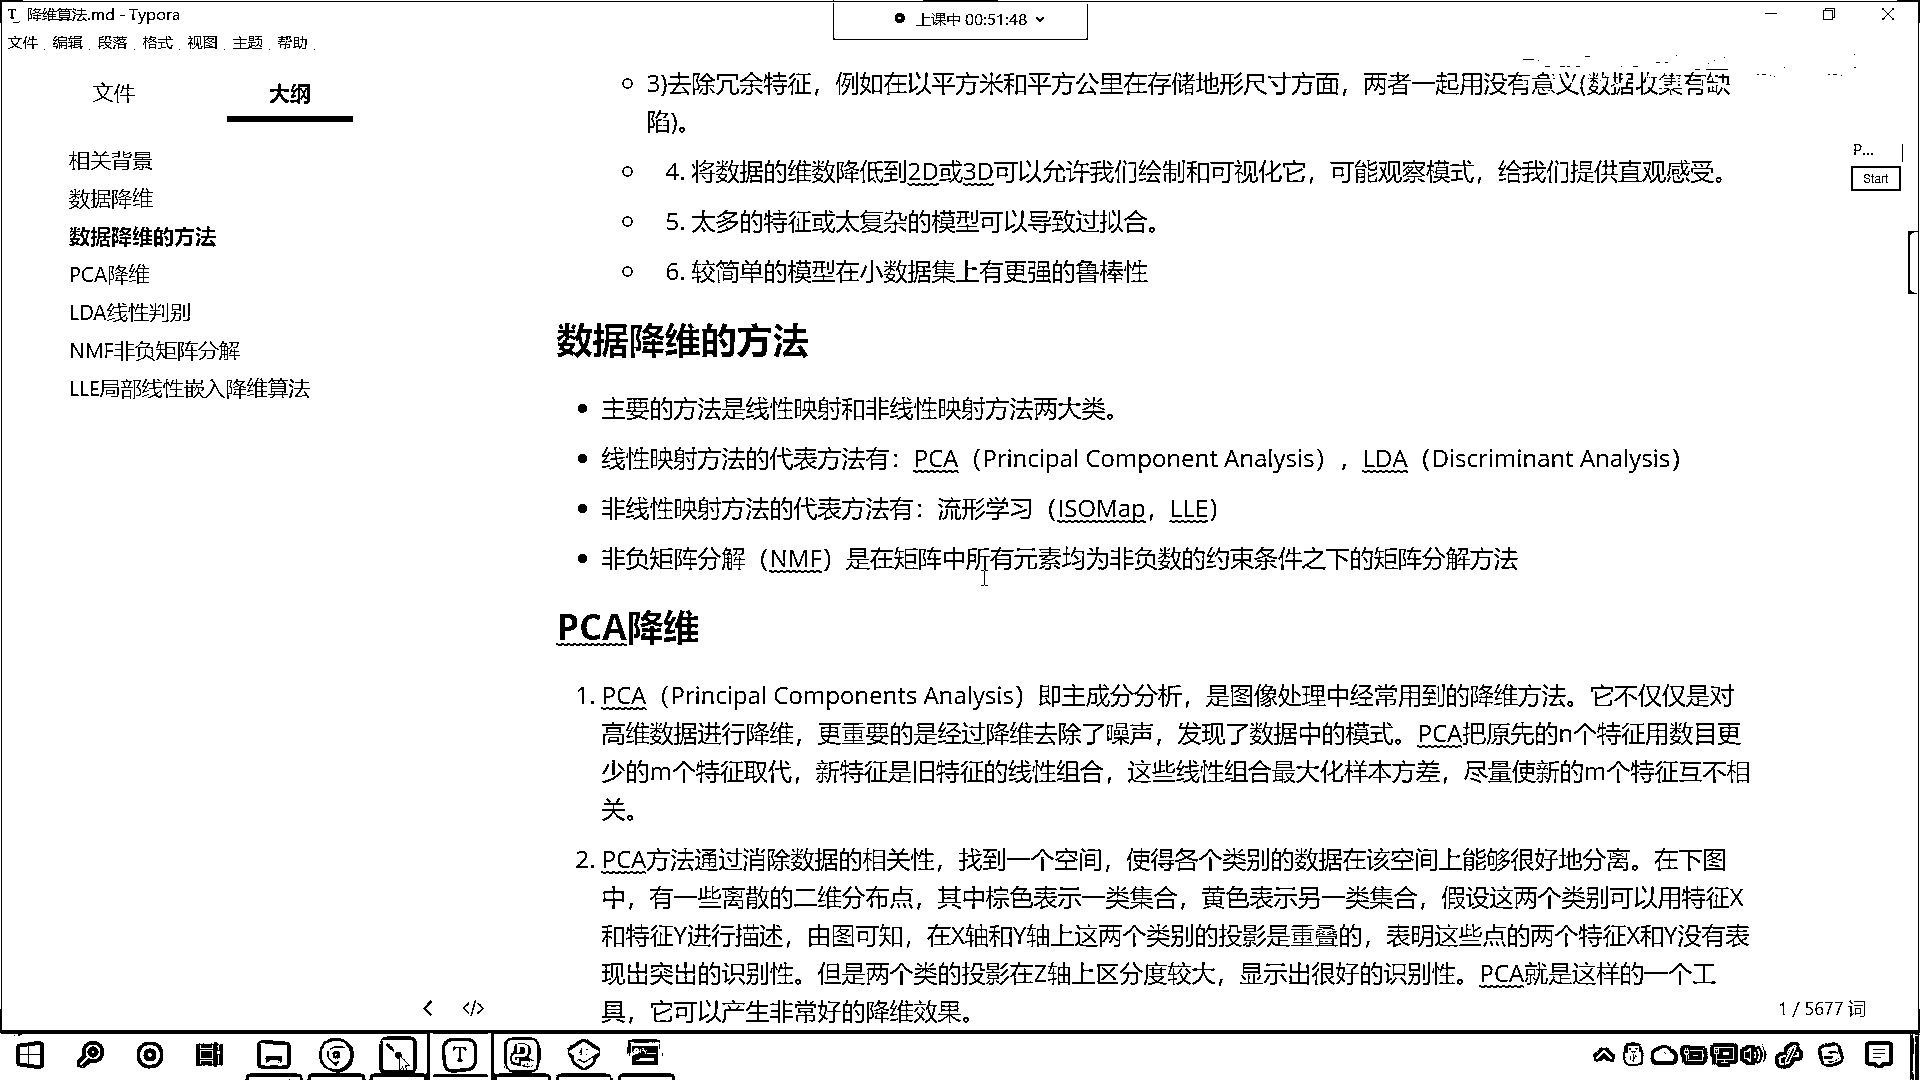 降维算法.md - Typora
上课中 00:51:48
文件 编辑 段落 格式 视图 主题 帮助
文件 大纲
相关背景
数据降维
数据降维的方法
PCA降维
LDA线性判别
NMF非负矩阵分解
LLE局部线性嵌入降维算法
3)去除冗余特征，例如在以平方米和平方公里在存储地形尺寸方面，两者一起用没有意义(数据收集有缺
陷)。
4. 将数据的维数降低到2D或3D可以允许我们绘制和可视化它，可能观察模式，给我们提供直观感受。
5. 太多的特征或太复杂的模型可以导致过拟合。
6. 较简单的模型在小数据集上有更强的鲁棒性
数据降维的方法
主要的方法是线性映射和非线性映射方法两大类。
线性映射方法的代表方法有：PCA（Principal Component Analysis），LDA（Discriminant Analysis）
非线性映射方法的代表方法有：流形学习（ISOMap，LLE）
非负矩阵分解（NMF）是在矩阵中所有元素均为非负数的约束条件之下的矩阵分解方法
PCA降维
1. PCA（Principal Components Analysis）即主成分分析，是图像处理中经常用到的降维方法。它不仅仅是对
高维数据进行降维，更重要的是经过降维去除了噪声，发现了数据中的模式。PCA把原先的n个特征用数目更
少的m个特征取代，新特征是旧特征的线性组合，这些线性组合最大化样本方差，尽量使新的m个特征互不相
关。
2. PCA方法通过消除数据的相关性，找到一个空间，使得各个类别的数据在该空间上能够很好地分离。在下图
中，有一些离散的二维分布点，其中棕色表示一类集合，黄色表示另一类集合，假设这两个类别可以用特征X
和特征Y进行描述，由图可知，在X轴和Y轴上这两个类别的投影是重叠的，表明这些点的两个特征X和Y没有表
现出突出的识别性。但是两个类的投影在Z轴上区分度较大，显示出很好的识别性。PCA就是这样的一个工
具，它可以产生非常好的降维效果。
P...
Start
1 / 5677 词